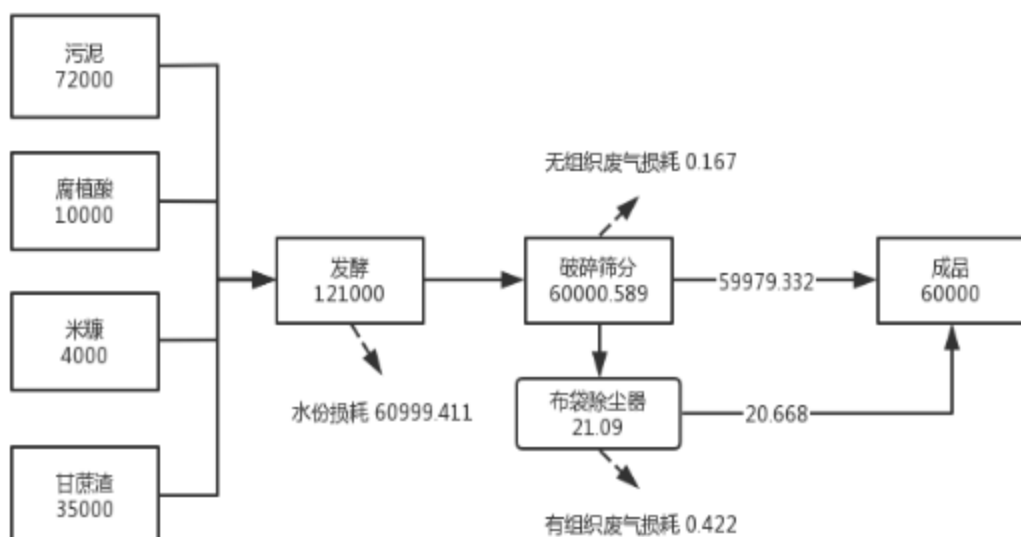 污泥
72000
腐植酸
10000
米糠
4000
甘蔗渣
35000
发酵
121000
水份损耗 60999.411
无组织废气损耗 0.167
破碎筛分
60000.589
59979.332
成品
60000
布袋除尘器
21.09
20.668
有组织废气损耗 0.422